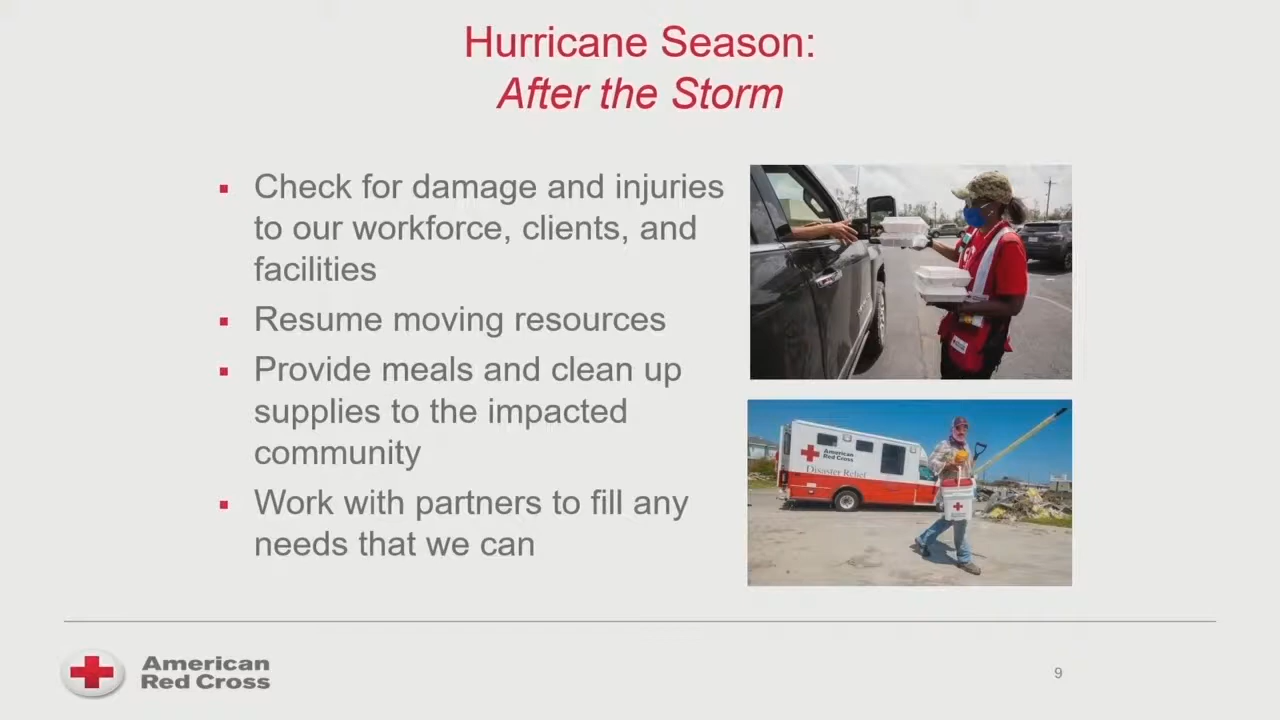 Hurricane Season:
After the Storm
▪ Check for damage and injuries
to our workforce, clients, and
facilities
▪ Resume moving resources
▪ Provide meals and clean up
supplies to the impacted
community
▪ Work with partners to fill any
needs that we can
American
Red Cross
Disaster Relief
American
Red Cross
9